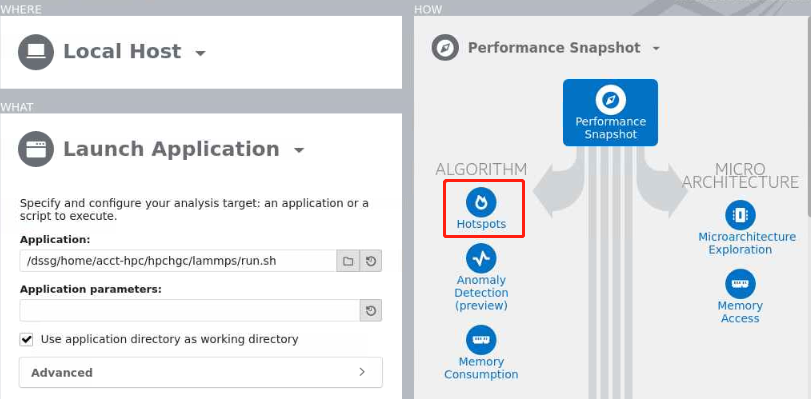 WHERE
Local Host
WHAT
Launch Application
Specify and configure your analysis target: an application or a
script to execute.
Application:
/dssg/home/acct-hpc/hpchgc/lammps/run.sh
Application parameters:
Use application directory as working directory
Advanced
HOW
Performance Snapshot
Performance
Snapshot
ALGORITHM
Hotspots
Anomaly
Detection
(preview)
Memory
Consumption
MICRO
ARCHITECTURE
Microarchitecture
Exploration
Memory
Access